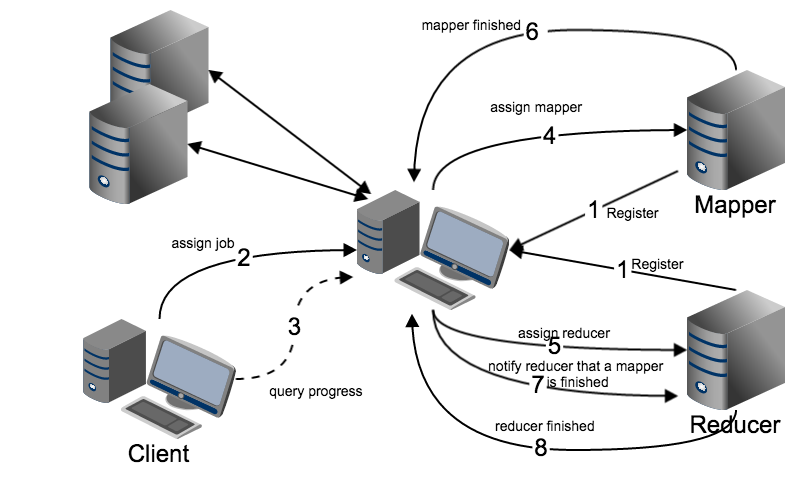 mapper finished 6
assign mapper
4
1 Register
Mapper
assign job
2
1 Register
3
query progress
assign reducer
5
notify reducer that a mapper
7 is finished
reducer finished
8
Reducer
Client